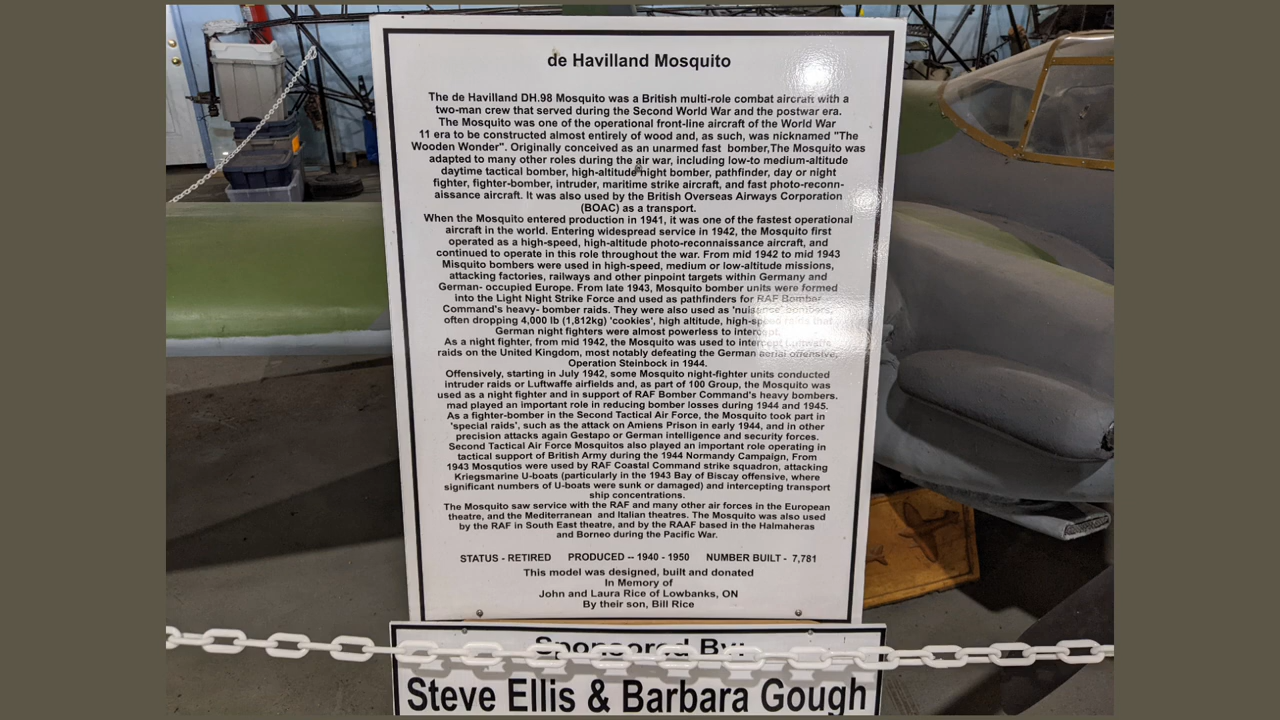 de Havilland Mosquito
The de Havilland DH.98 Mosquito was a British multi-role combat aircraft with a
two-man crew that served during the Second World War and the postwar era.
The Mosquito was one of the operational front-line aircraft of the World War
11 era to be constructed almost entirely of wood and, as such, was nicknamed "The
Wooden Wonder". Originally conceived as an unarmed fast bomber,The Mosquito was
adapted to many other roles during the air war, including low-to medium-altitude
daytime tactical bomber, high-altitude night bomber, pathfinder, day or night
fighter, fighter-bomber, intruder, maritime strike aircraft, and fast photo-reconn-
aissance aircraft. It was also used by the British Overseas Airways Corporation
(BOAC) as a transport.
When the Mosquito entered production in 1941, it was one of the fastest operational
aircraft in the world. Entering widespread service in 1942, the Mosquito first
operated as a high-speed, high-altitude photo-reconnaissance aircraft, and
continued to operate in this role throughout the war. From mid 1942 to mid 1943
Misquito bombers were used in high-speed, medium or low-altitude missions,
attacking factories, railways and other pinpoint targets within Germany and
German- occupied Europe. From late 1943, Mosquito bomber units were formed
into the Light Night Strike Force and used as pathfinders for RAF Bomber
Command's heavy- bomber raids. They were also used as 'nuisance' bombers,
often dropping 4,000 lb (1,812kg) 'cookies', high altitude, high-speed raids that
German night fighters were almost powerless to intercept.
As a night fighter, from mid 1942, the Mosquito was used to intercept Luftwaffe
raids on the United Kingdom, most notably defeating the German aerial offensive,
Operation Steinbock in 1944.
Offensively, starting in July 1942, some Mosquito night-fighter units conducted
intruder raids or Luftwaffe airfields and, as part of 100 Group, the Mosquito was
used as a night fighter and in support of RAF Bomber Command's heavy bombers.
mad played an important role in reducing bomber losses during 1944 and 1945.
As a fighter-bomber in the Second Tactical Air Force, the Mosquito took part in
'special raids', such as the attack on Amiens Prison in early 1944, and in other
precision attacks again Gestapo or German intelligence and security forces.
Second Tactical Air Force Mosquitos also played an important role operating in
tactical support of British Army during the 1944 Normandy Campaign, From
1943 Mosqutios were used by RAF Coastal Command strike squadron, attacking
Kriegsmarine U-boats (particularly in the 1943 Bay of Biscay offensive, where
significant numbers of U-boats were sunk or damaged) and intercepting transport
ship concentrations.
The Mosquito saw service with the RAF and many other air forces in the European
theatre, and the Mediterranean and Italian theatres. The Mosquito was also used
by the RAF in South East theatre, and by the RAAF based in the Halmaheras
and Borneo during the Pacific War.
STATUS - RETIRED PRODUCED -- 1940 - 1950 NUMBER BUILT - 7,781
This model was designed, built and donated
In Memory of
John and Laura Rice of Lowbanks, ON
By their son, Bill Rice
Sponsored By:
Steve Ellis & Barbara Gough